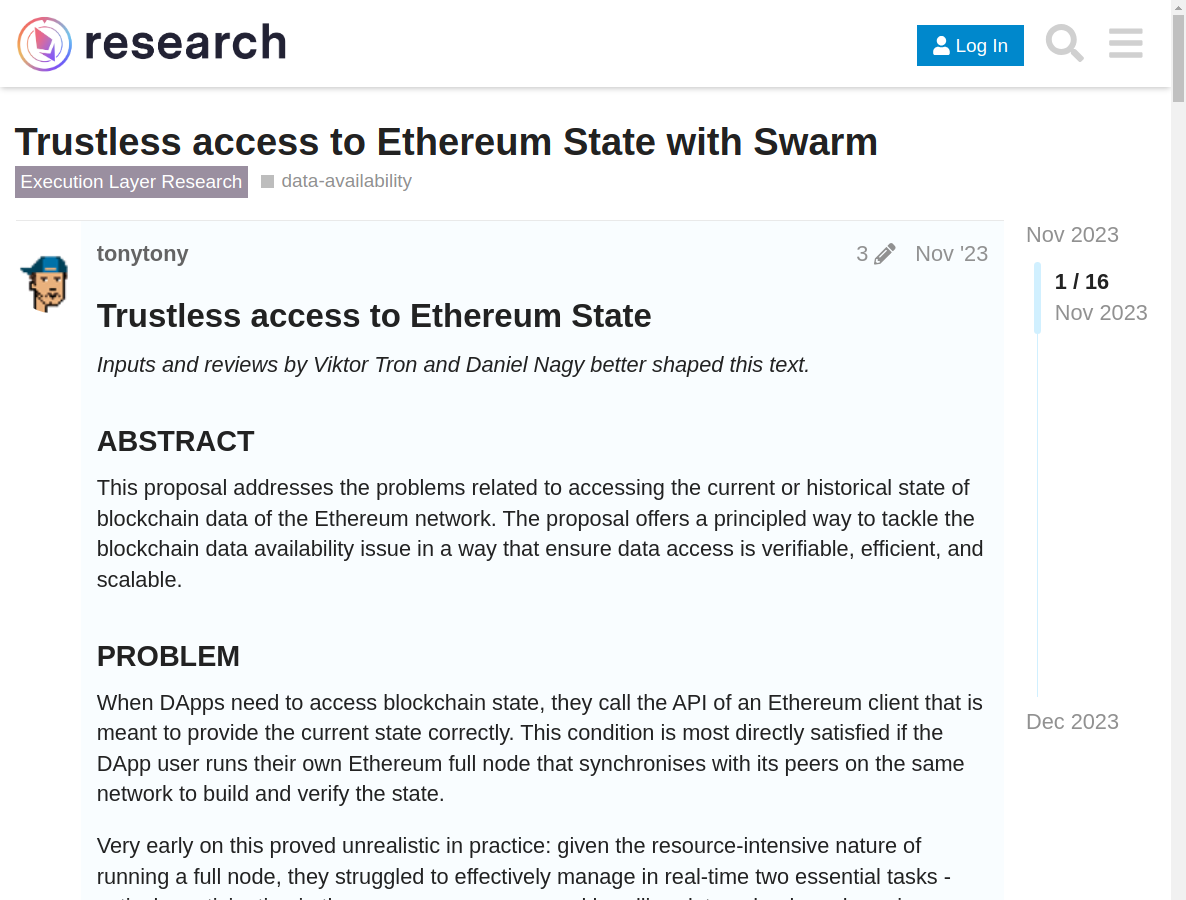 research
Log In
Trustless access to Ethereum State with Swarm
Execution Layer Research
data-availability
tonytony
3
Nov '23
Nov 2023
1 / 16
Nov 2023
Dec 2023
Trustless access to Ethereum State
Inputs and reviews by Viktor Tron and Daniel Nagy better shaped this text.
ABSTRACT
This proposal addresses the problems related to accessing the current or historical state of
blockchain data of the Ethereum network. The proposal offers a principled way to tackle the
blockchain data availability issue in a way that ensure data access is verifiable, efficient, and
scalable.
PROBLEM
When DApps need to access blockchain state, they call the API of an Ethereum client that is
meant to provide the current state correctly. This condition is most directly satisfied if the
DApp user runs their own Ethereum full node that synchronises with its peers on the same
network to build and verify the state.
Very early on this proved unrealistic in practice: given the resource-intensive nature of
running a full node, they struggled to effectively manage in real-time two essential tasks -